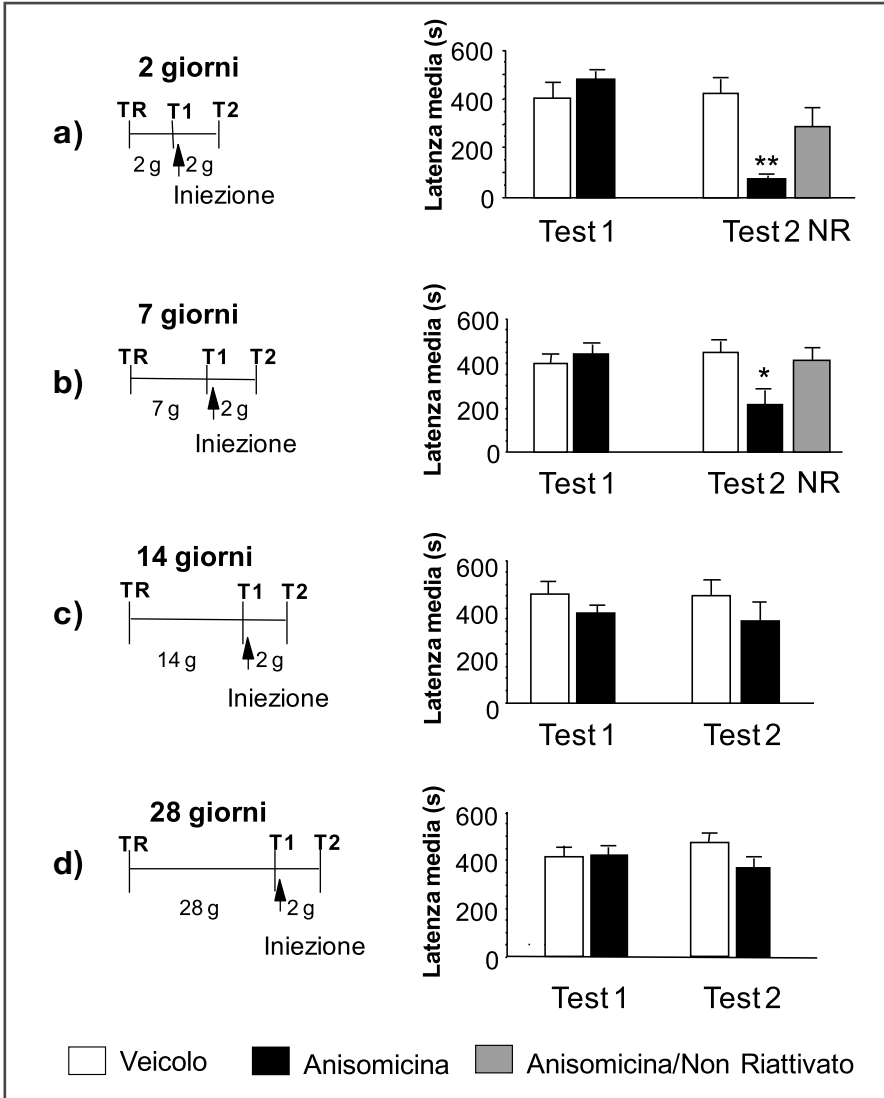 a)
2 giorni
TR T1 T2
2 g 2 g
Iniezione
Latenza media (s)
600
400
200
0
**
Test 1 Test 2 NR
b)
7 giorni
TR T1 T2
7 g 2 g
Iniezione
Latenza media (s)
600
400
200
0
*
Test 1 Test 2 NR
c)
14 giorni
TR T1 T2
14 g 2 g
Iniezione
Latenza media (s)
600
400
200
0
Test 1 Test 2
d)
28 giorni
TR T1 T2
28 g 2 g
Iniezione
Latenza media (s)
600
400
200
0
Test 1 Test 2
Veicolo Anisomicina Anisomicina/Non Riattivato